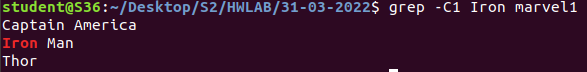 student@S36:~/Desktop/S2/HWLAB/31-03-2022$ grep -C1 Iron marvel1
Captain America
Iron Man
Thor